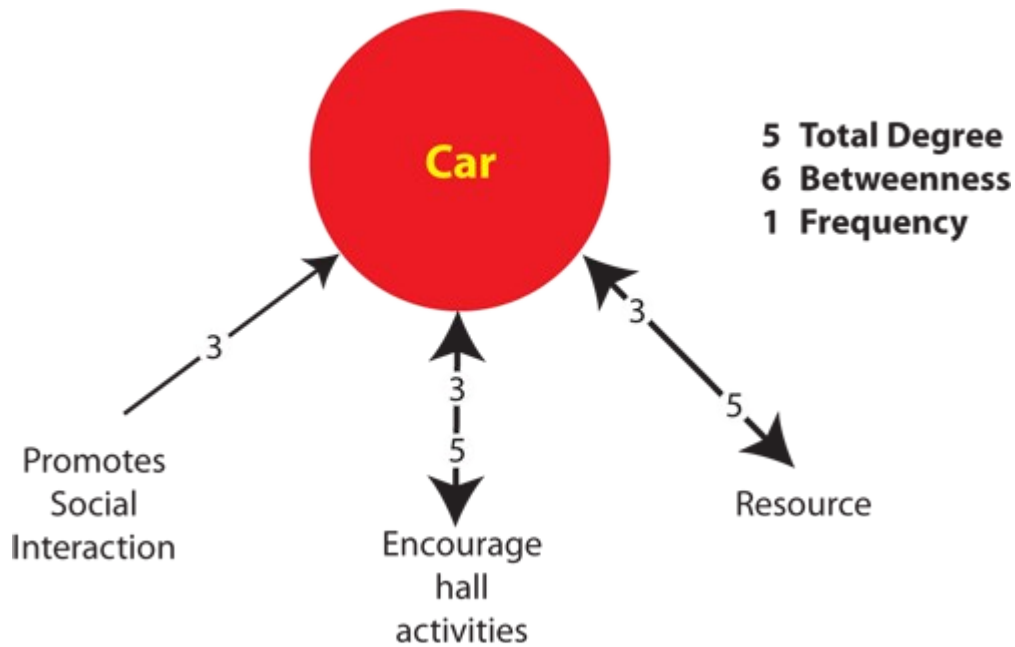 Car
5 Total Degree
6 Betweenness
1 Frequency
3
3
5
3
5
Promotes
Social
Interaction
Encourage
hall
activities
Resource